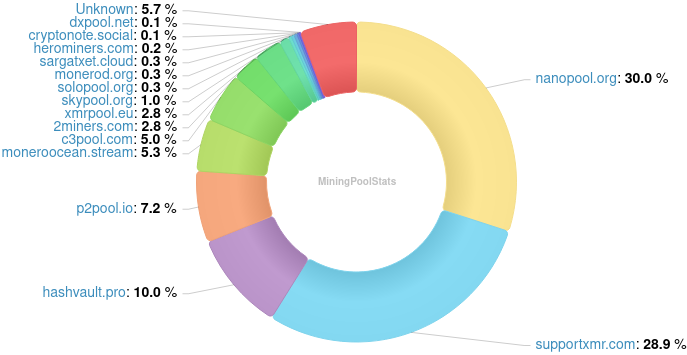 Unknown: 5.7 %
dxpool.net: 0.1 %
cryptonote.social: 0.1 %
herominers.com: 0.2 %
sargatxet.cloud: 0.3 %
monerod.org: 0.3 %
solopool.org: 0.3 %
skypool.org: 1.0 %
xmrpool.eu: 2.8 %
2miners.com: 2.8 %
c3pool.com: 5.0 %
moneroocean.stream: 5.3 %
p2pool.io: 7.2 %
hashvault.pro: 10.0 %
MiningPoolStats
nanopool.org: 30.0 %
supportxmr.com: 28.9 %